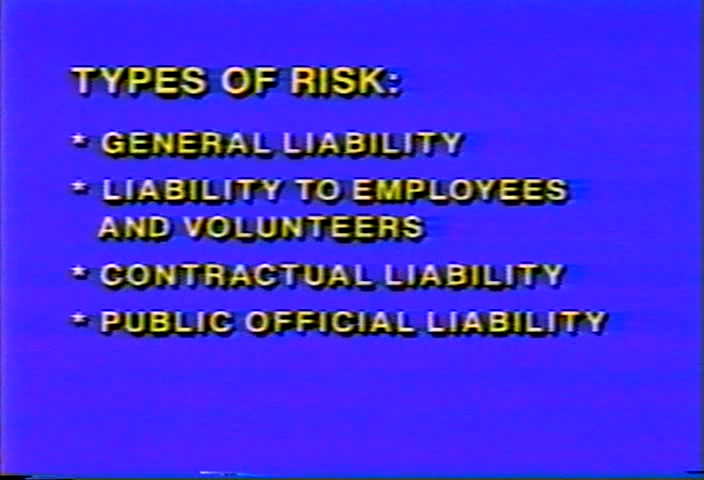 TYPES OF RISK:
* GENERAL LIABILITY
* LIABILITY TO EMPLOYEES
AND VOLUNTEERS
* CONTRACTUAL LIABILITY
* PUBLIC OFFICIAL LIABILITY